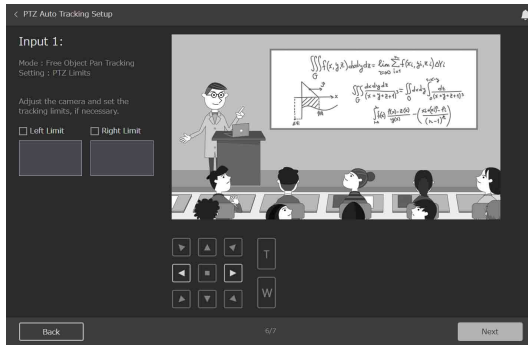 < PTZ Auto Tracking Setup
Input 1:
Mode : Free Object Pan Tracking
Setting : PTZ Limits
Adjust the camera and set the
tracking limits, if necessary.
Left Limit
Right Limit
T
W
Back
6/7
Next